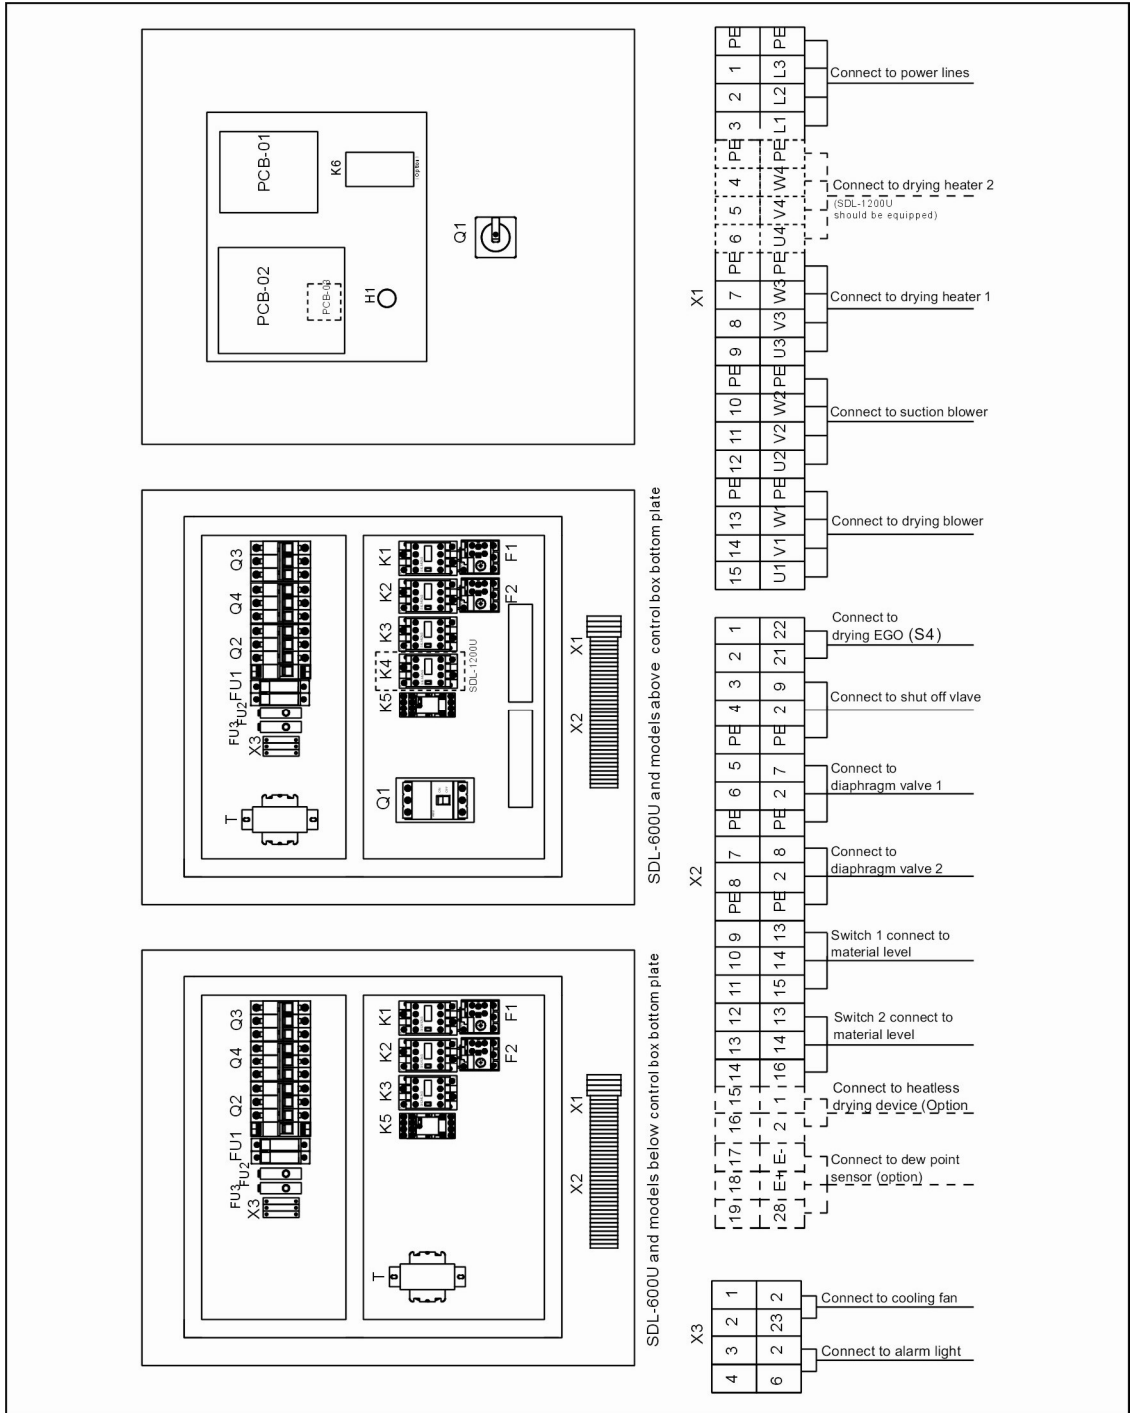 PCB-01
K6
option
PCB-02
PCB-03
H1
Q1
Q3
Q4
Q2
FU1
FU2
FU3
X3
T
K1
K2
K3
K4
K5
F1
F2
SDL-1200U
Q1
X1
X2
SDL-600U and models above control box bottom plate
Q3
Q4
Q2
FU1
FU2
FU3
X3
K1
K2
K3
K5
F1
F2
T
X1
X2
SDL-600U and models below control box bottom plate
X1
PE PE
1 L3
2 L2
3 L1
Connect to power lines
PE PE
4 W4
5 V4
6 U4
Connect to drying heater 2
(SDL-1200U
should be equipped)
PE PE
7 W3
8 V3
9 U3
Connect to drying heater 1
PE PE
10 W2
11 V2
12 U2
Connect to suction blower
PE PE
13 W1
14 V1
15 U1
Connect to drying blower
X2
1 22
2 21
Connect to
drying EGO (S4)
3 9
4 2
PE PE
Connect to shut off vlave
5 7
6 2
PE PE
Connect to
diaphragm valve 1
7 8
8 2
PE PE
Connect to
diaphragm valve 2
9 13
10 14
11 15
Switch 1 connect to
material level
12 13
13 14
14 16
Switch 2 connect to
material level
15 1
16 2
Connect to heatless
drying device (Option
17 E-
18 E+
19 28
Connect to dew point
sensor (option)
X3
1 2
2 23
Connect to cooling fan
3 2
4 6
Connect to alarm light